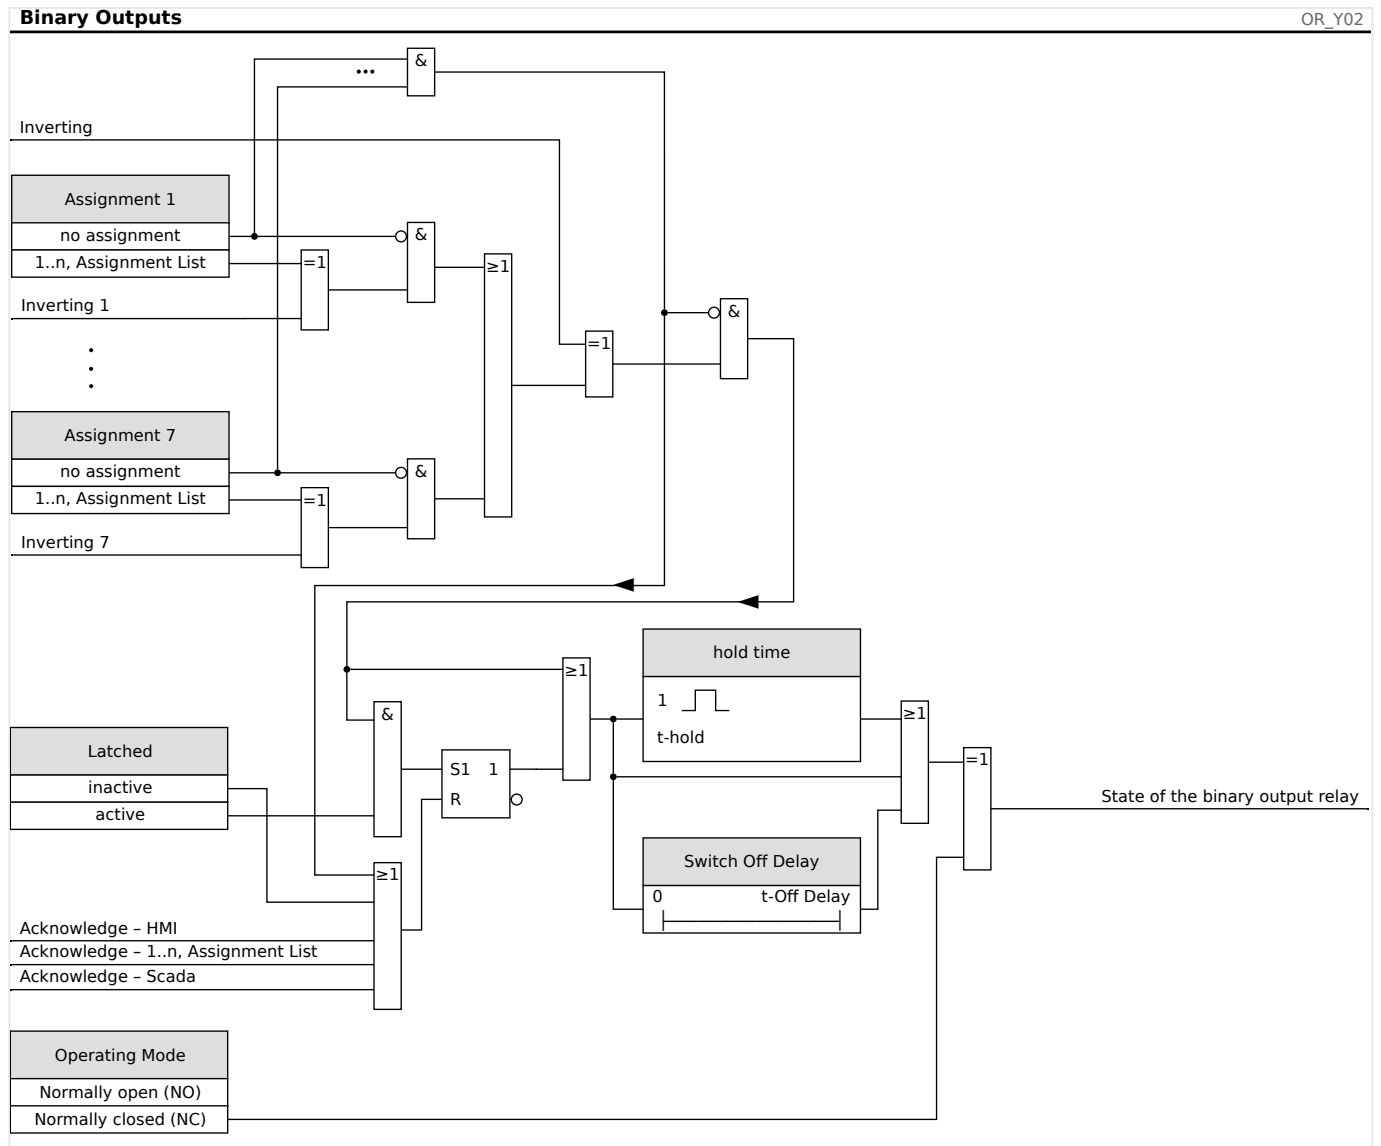 Binary Outputs
OR_Y02
&
...
Inverting
Assignment 1
no assignment
&
1..n, Assignment List
=1
≥1
Inverting 1
&
=1
Assignment 7
no assignment
&
1..n, Assignment List
=1
Inverting 7
hold time
≥1
1
t-hold
&
≥1
Latched
inactive
active
S1 1
R
=1
State of the binary output relay
Switch Off Delay
0 t-Off Delay
≥1
Acknowledge – HMI
Acknowledge – 1..n, Assignment List
Acknowledge – Scada
Operating Mode
Normally open (NO)
Normally closed (NC)